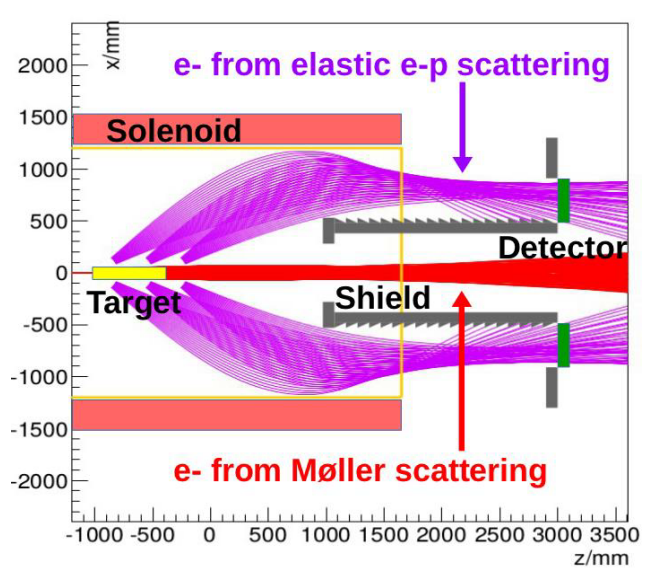 x/mm
2000
e- from elastic e-p scattering
1500
Solenoid
1000
500
Detector
0
Target
Shield
-500
-1000
-1500
e- from Møller scattering
-2000
-1000 -500 0 500 1000 1500 2000 2500 3000 3500
z/mm